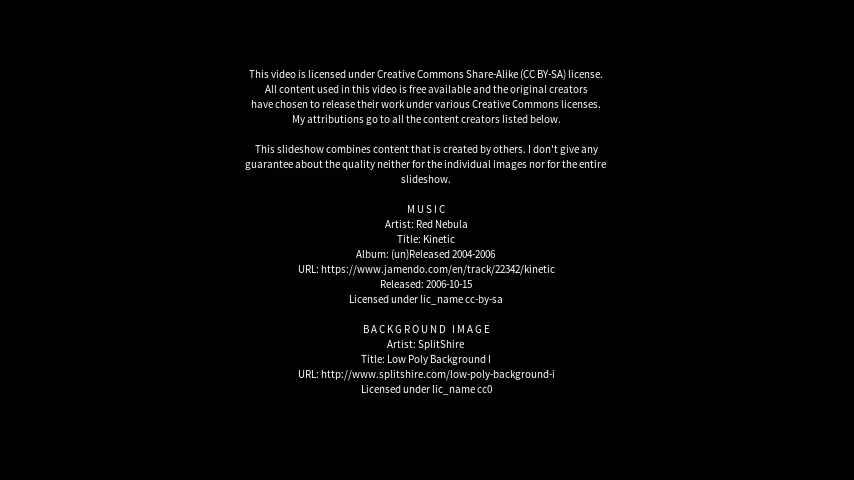 This video is licensed under Creative Commons Share-Alike (CC BY-SA) license.
All content used in this video is free available and the original creators
have chosen to release their work under various Creative Commons licenses.
My attributions go to all the content creators listed below.
This slideshow combines content that is created by others. I don't give any
guarantee about the quality neither for the individual images nor for the entire
slideshow.
MUSIC
Artist: Red Nebula
Title: Kinetic
Album: (un)Released 2004-2006
URL: https://www.jamendo.com/en/track/22342/kinetic
Released: 2006-10-15
Licensed under lic_name cc-by-sa
BACKGROUND IMAGE
Artist: SplitShire
Title: Low Poly Background I
URL: http://www.splitshire.com/low-poly-background-i
Licensed under lic_name cc0